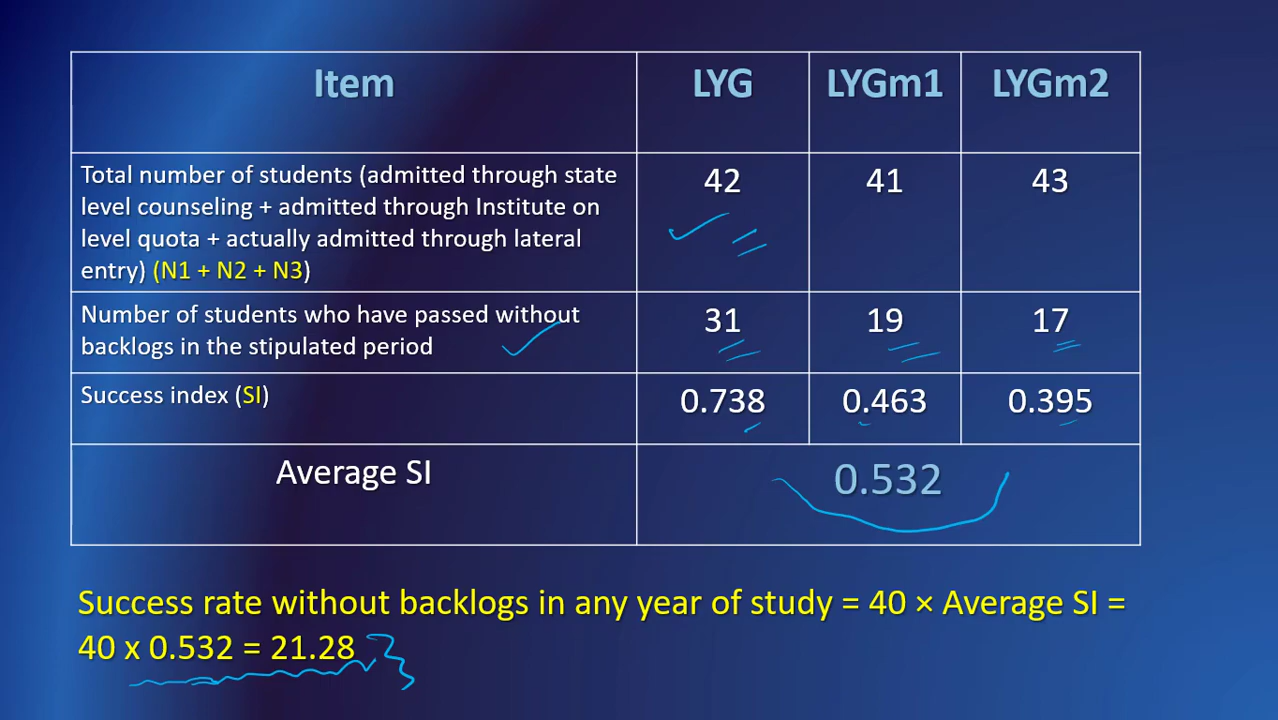 Item LYG LYGm1 LYGm2
Total number of students (admitted through state
level counseling + admitted through Institute on
level quota + actually admitted through lateral
entry) (N1 + N2 + N3)
42 41 43
Number of students who have passed without
backlogs in the stipulated period
31 19 17
Success index (SI) 0.738 0.463 0.395
Average SI 0.532
Success rate without backlogs in any year of study = 40 × Average SI =
40 x 0.532 = 21.28